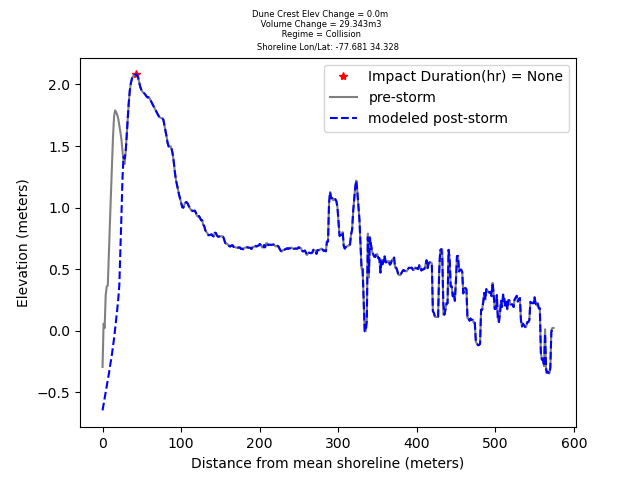 Dune Crest Elev Change = 0.0m
Volume Change = 29.343m3
Regime = Collision
Shoreline Lon/Lat: -77.681 34.328
Impact Duration(hr) = None
pre-storm
modeled post-storm
2.0
1.5
1.0
0.5
0.0
−0.5
Elevation (meters)
0 100 200 300 400 500 600
Distance from mean shoreline (meters)